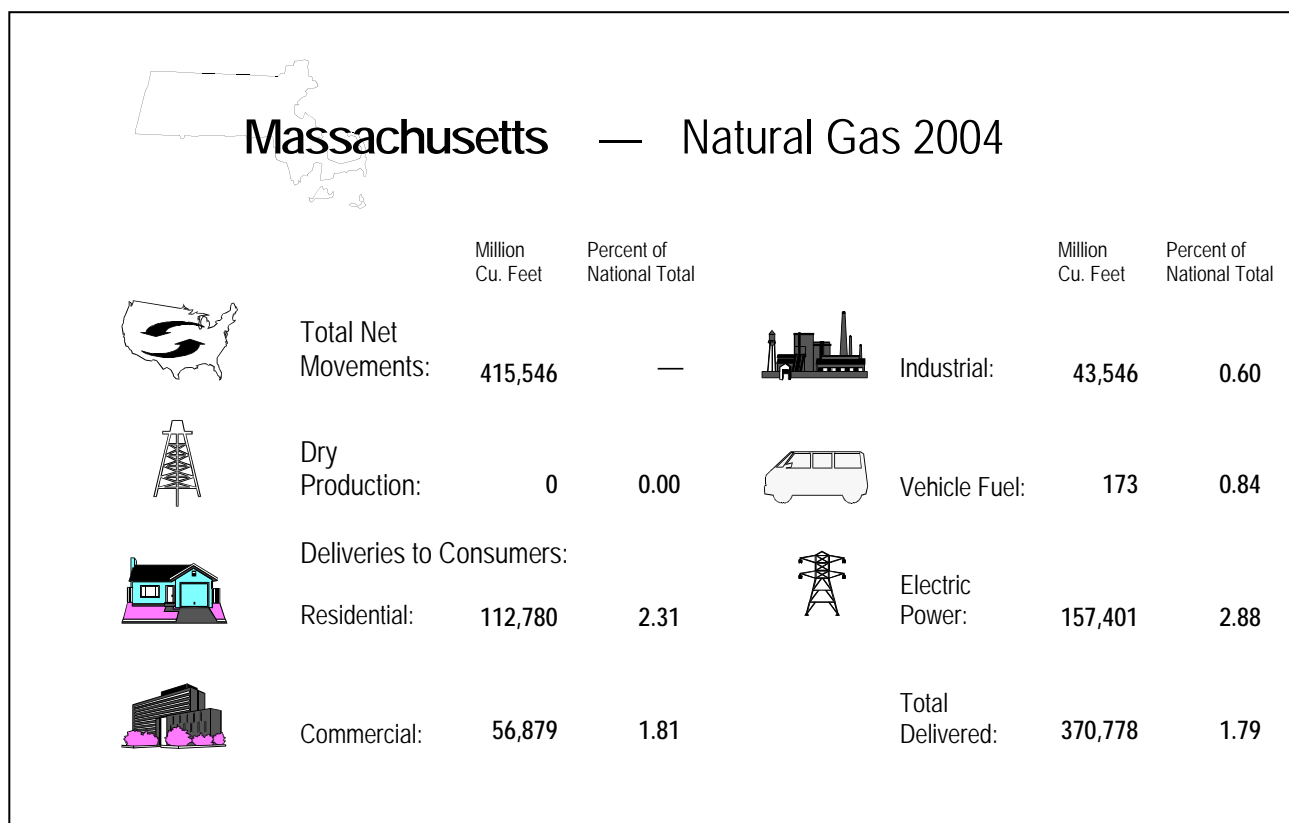 Massachusetts — Natural Gas 2004
Million
Cu. Feet
Percent of
National Total
Million
Cu. Feet
Percent of
National Total
Total Net
Movements: 415,546 —
Industrial: 43,546 0.60
Dry
Production: 0 0.00
Vehicle Fuel: 173 0.84
Deliveries to Consumers:
Residential: 112,780 2.31
Electric
Power: 157,401 2.88
Commercial: 56,879 1.81
Total
Delivered: 370,778 1.79